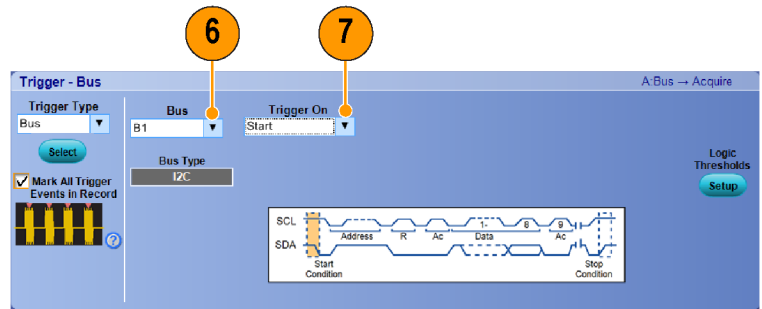 6
7
Trigger - Bus
A:Bus → Acquire
Trigger Type
Bus
Select
Mark All Trigger
Events in Record
?
Bus
B1
Bus Type
I2C
Trigger On
Start
Logic
Thresholds
Setup
SCL
1-
8
9
Address
R
Ac
Data
Ac
SDA
Start
Condition
Stop
Condition